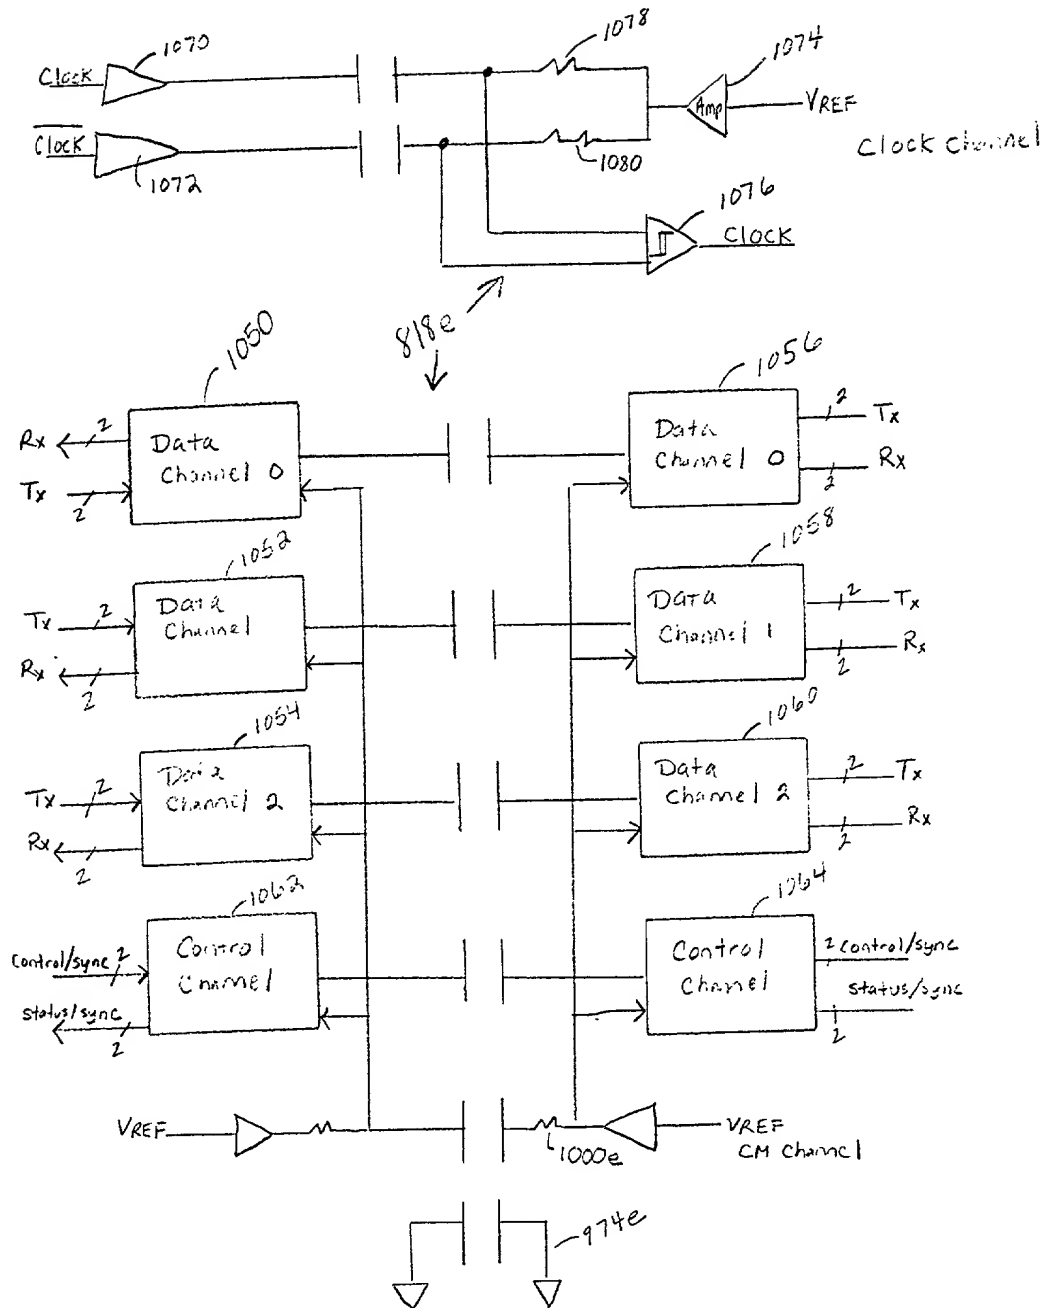 1070
1078
1074
Clock
Amp
VREF
Clock
1072
1080
Clock Channel
1076
Clock
818e
1050
1056
Rx
2
Data
Channel 0
Tx
2
Data
Channel 0
2
Tx
Rx
2
1052
1058
Tx
2
Data
Channel
Rx
2
Data
Channel 1
2
Tx
Rx
2
1054
1060
Tx
2
Data
Channel 2
Rx
2
Data
Channel 2
2
Tx
Rx
2
1062
1064
Control/sync
2
Control
Channel
Status/sync
2
Control
Channel
2
Control/sync
Status/sync
2
VREF
1000e
VREF
CM Channel
974e